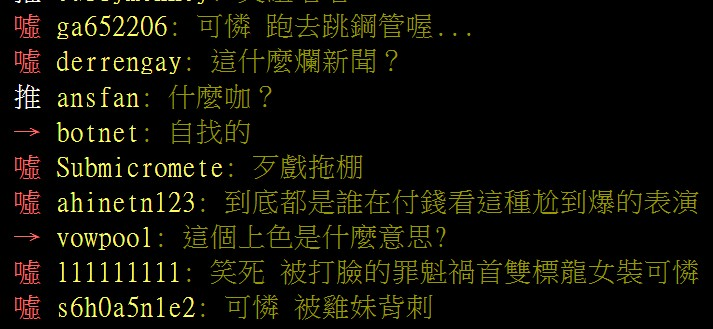 噓 ga652206: 可憐 跑去跳鋼管喔...
噓 derrengay: 這什麼爛新聞？
推 ansfan: 什麼咖？
→ botnet: 自找的
噓 Submicromete: 歹戲拖棚
噓 ahinetn123: 到底都是誰在付錢看這種尬到爆的表演
→ vowpool: 這個上色是什麼意思?
噓 111111111: 笑死 被打臉的罪魁禍首雙標龍女裝可憐
噓 s6h0a5n1e2: 可憐 被雞妹背刺